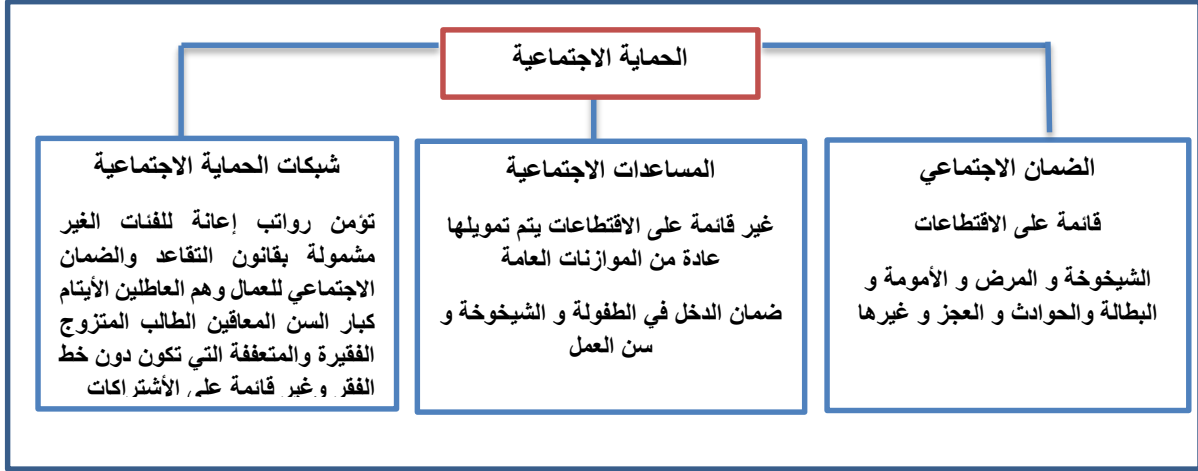 الحماية الاجتماعية
الضمان الاجتماعي
قائمة على الاقتطاعات
الشيخوخة و المرض و الأمومة و
البطالة والحوادث و العجز و غيرها
المساعدات الاجتماعية
غير قائمة على الاقتطاعات يتم تمويلها
عادة من الموازنات العامة
ضمان الدخل في الطفولة و الشيخوخة و
سن العمل
شبكات الحماية الاجتماعية
تؤمن رواتب إعانة للفئات الغير
مشمولة بقانون التقاعد والضمان
الاجتماعي للعمال وهم العاطلين الأيتام
كبار السن المعاقين الطالب المتزوج
الفقيرة والمتعففة التي تكون دون خط
الفقر وغير قائمة على الأشتراكات